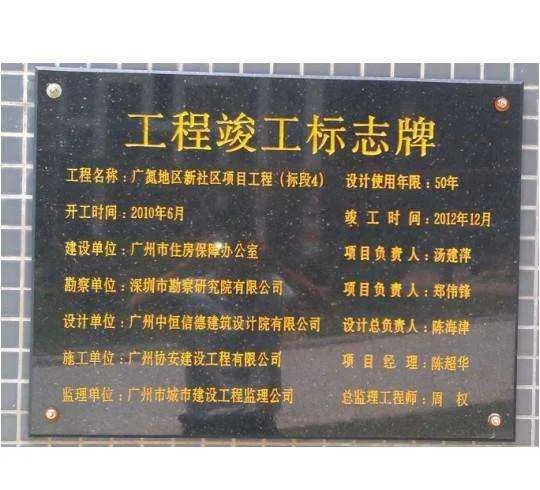 工程竣工标志牌
工程名称：广氮地区新社区项目工程（标段4） 设计使用年限：50年
开工时间：2010年6月 竣工时间：2012年12月
建设单位：广州市住房保障办公室 项目负责人：汤建萍
勘察单位：深圳市勘察研究院有限公司 项目负责人：郑伟锋
设计单位：广州中恒信德建筑设计院有限公司 设计总负责人：陈海津
施工单位：广州协安建设工程有限公司 项目经理：陈超华
监理单位：广州市城市建设工程监理公司 总监理工程师：周权